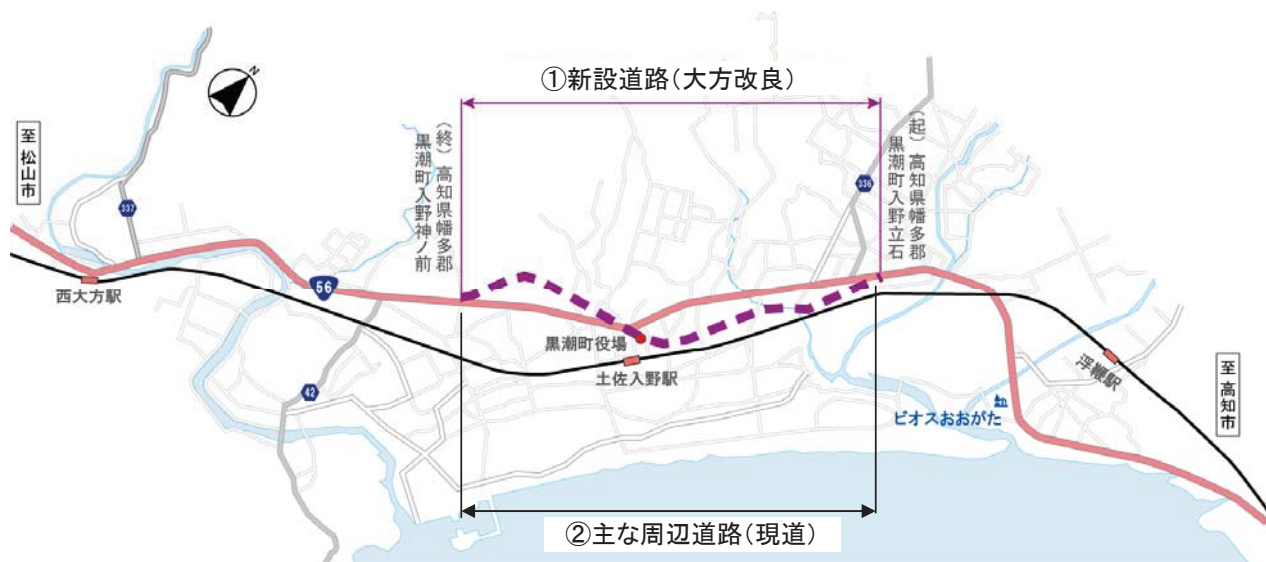 ①新設道路(大方改良)
N
至 松山市
(終)高知県幡多郡
黒潮町入野神ノ前
(起)高知県幡多郡
黒潮町入野立石
337
336
56
西大方駅
黒潮町役場
土佐入野駅
浮鞭駅
42
ビオスおおがた
至 高知市
②主な周辺道路(現道)